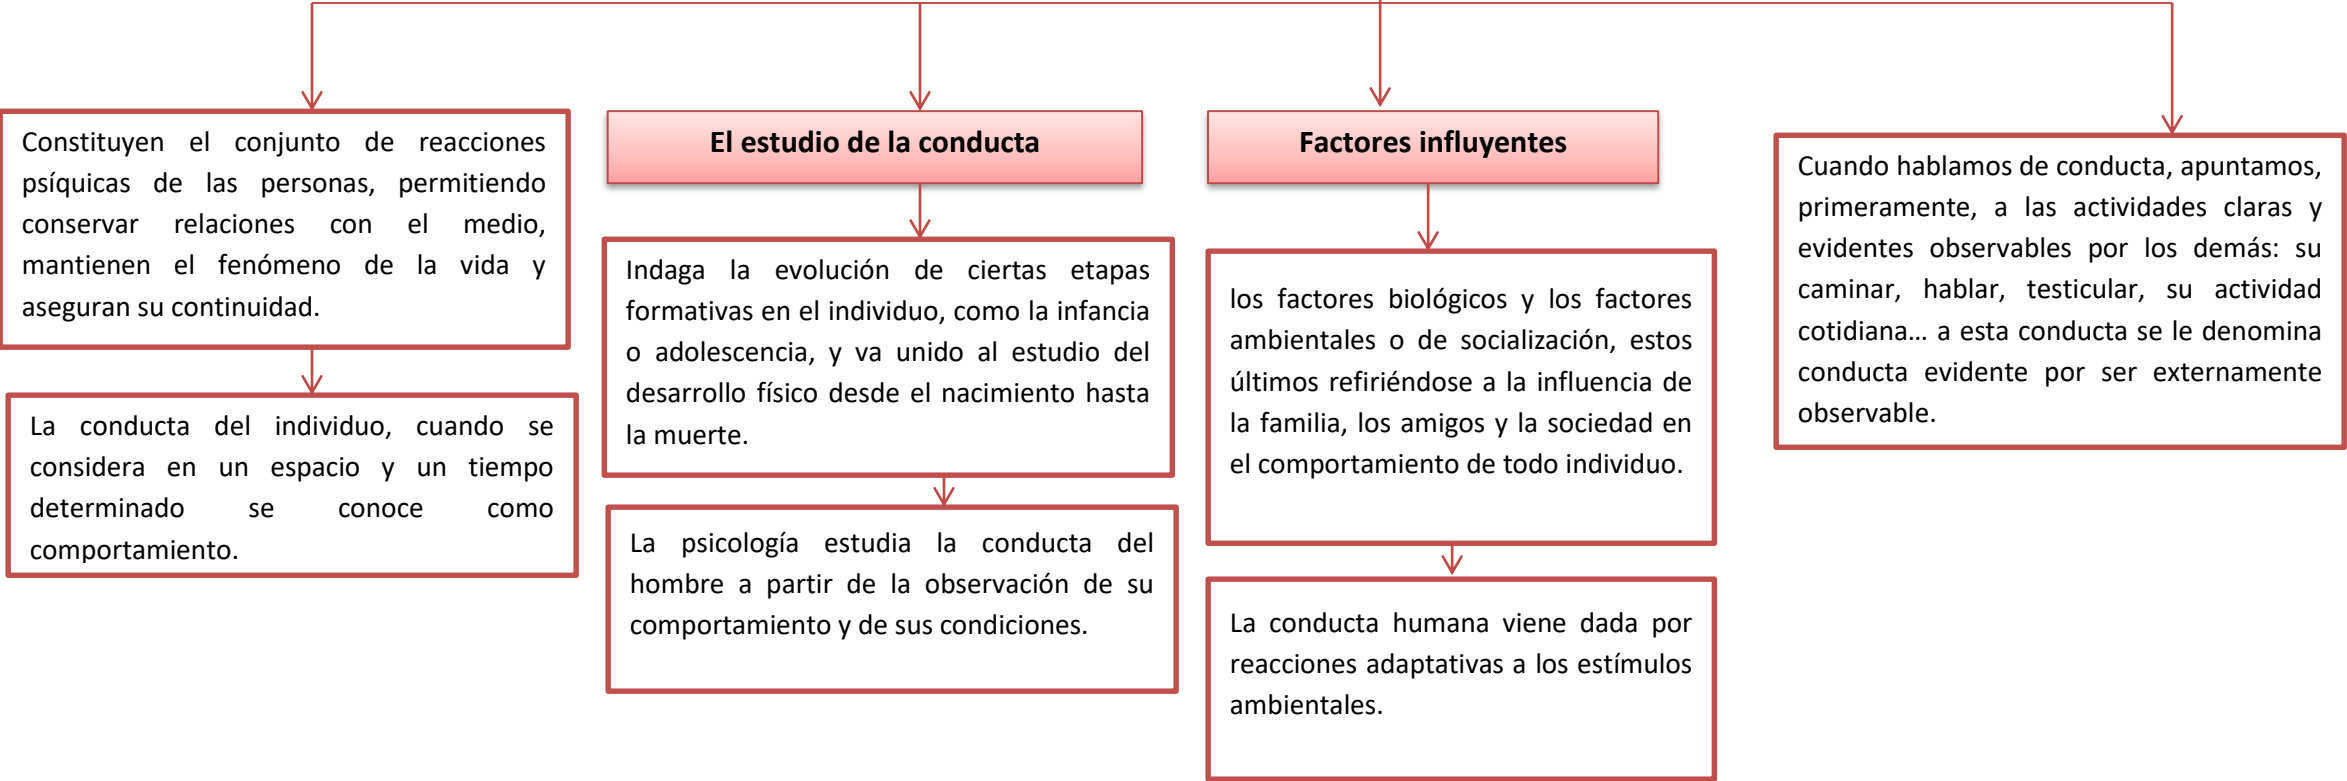 Constituyen el conjunto de reacciones
psíquicas de las personas, permitiendo
conservar relaciones con el medio,
mantienen el fenómeno de la vida y
aseguran su continuidad.
La conducta del individuo, cuando se
considera en un espacio y un tiempo
determinado se conoce como
comportamiento.
El estudio de la conducta
Indaga la evolución de ciertas etapas
formativas en el individuo, como la infancia
o adolescencia, y va unido al estudio del
desarrollo físico desde el nacimiento hasta
la muerte.
La psicología estudia la conducta del
hombre a partir de la observación de su
comportamiento y de sus condiciones.
Factores influyentes
los factores biológicos y los factores
ambientales o de socialización, estos
últimos refiriéndose a la influencia de
la familia, los amigos y la sociedad en
el comportamiento de todo individuo.
La conducta humana viene dada por
reacciones adaptativas a los estímulos
ambientales.
Cuando hablamos de conducta, apuntamos,
primeramente, a las actividades claras y
evidentes observables por los demás: su
caminar, hablar, testicular, su actividad
cotidiana… a esta conducta se le denomina
conducta evidente por ser externamente
observable.